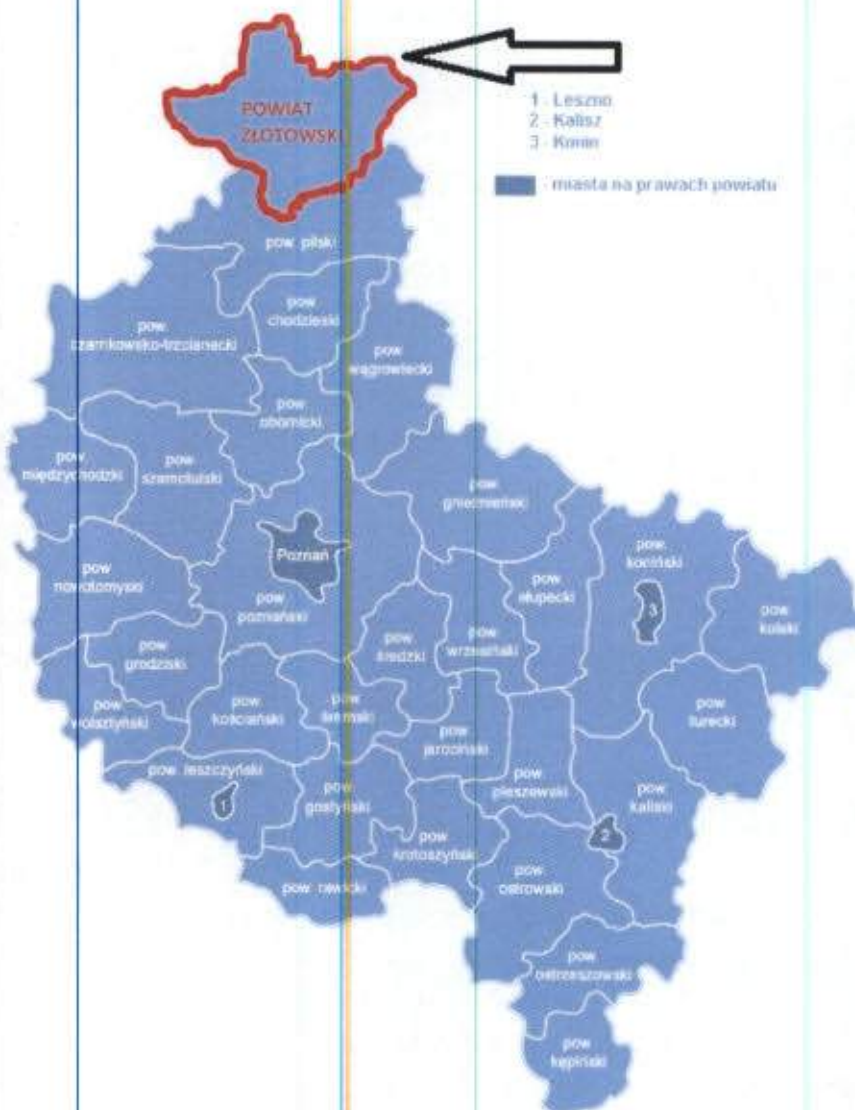 POWIAT
ZŁOTOWSKI
1 - Leszno
2 - Kalisz
3 - Konin
- miasta na prawach powiatu
pow. pilski
pow.
chodzieski
pow.
czarnkowsko-trzcianecki
pow.
wągrowiecki
pow.
obornicki
pow.
międzychodzki
pow.
szamotulski
pow.
gnieźnieński
Poznań
pow.
poznański
pow.
nowotomyski
pow.
słupecki
pow.
koniński
3
pow.
kolski
pow.
grodziski
pow.
średzki
pow.
wrzesiński
pow.
wolsztyński
pow.
kościański
pow.
śremski
pow.
jarociński
pow.
turecki
pow. leszczyński
1
pow.
gostyński
pow.
pleszewski
pow.
kaliski
2
pow.
krotoszyński
pow. rawicki
pow.
ostrowski
pow.
ostrzeszowski
pow.
kępiński